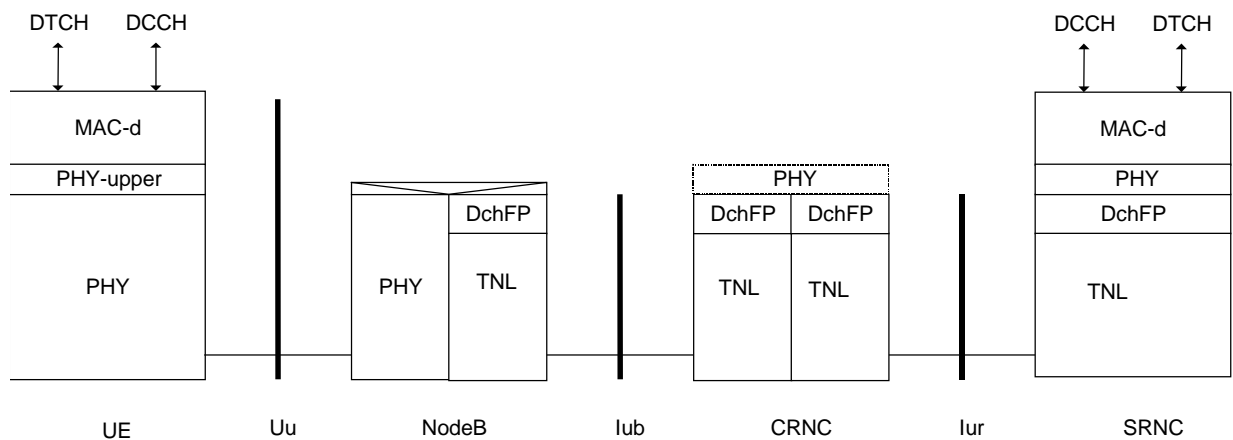 DTCH DCCH DCCH DTCH
MAC-d MAC-d
PHY-upper PHY PHY
DchFP DchFP DchFP DchFP
PHY PHY TNL TNL TNL TNL
UE Uu NodeB Iub CRNC Iur SRNC